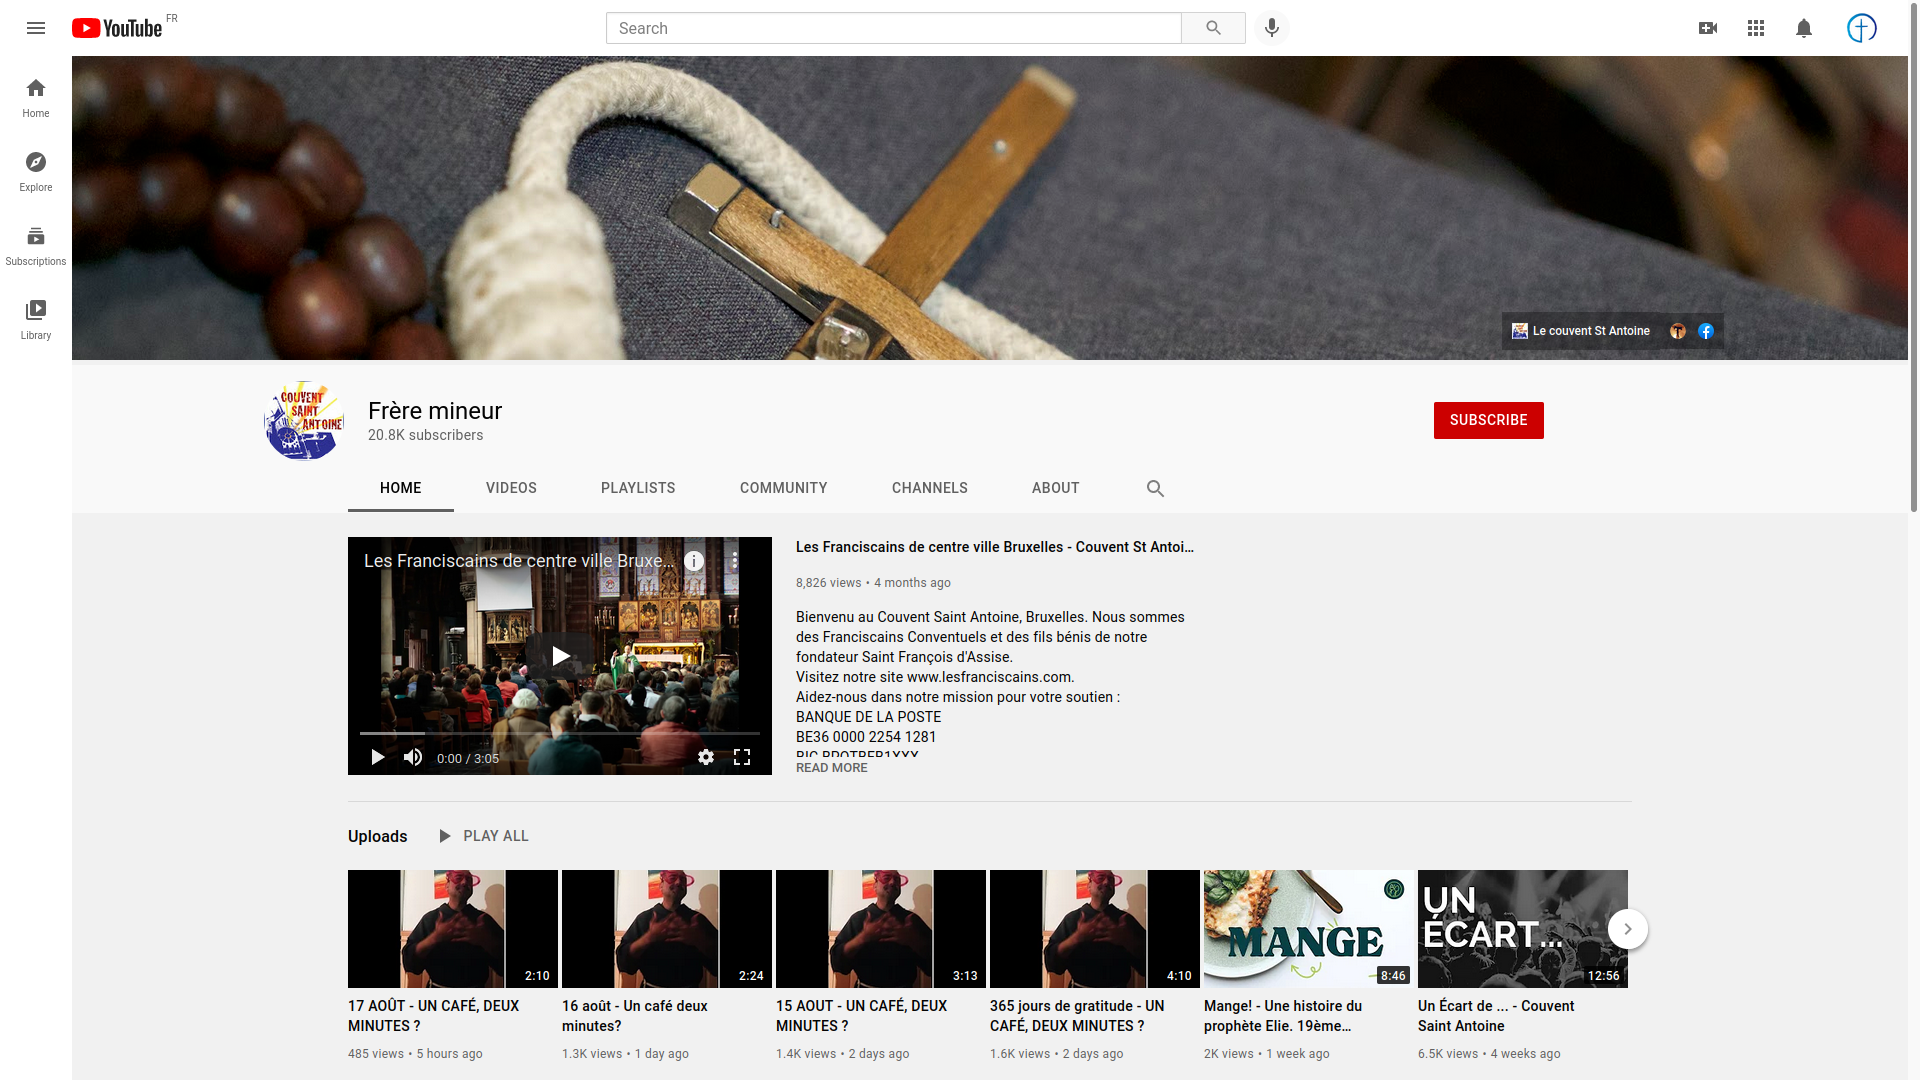 YouTube FR
Search
Home
Explore
Subscriptions
Library
Le couvent St Antoine
COUVENT
SAINT
ANTOINE
Frère mineur
20.8K subscribers
SUBSCRIBE
HOME VIDEOS PLAYLISTS COMMUNITY CHANNELS ABOUT
Les Franciscains de centre ville Bruxe...
0:00 / 3:05
Les Franciscains de centre ville Bruxelles - Couvent St Antoi...
8,826 views • 4 months ago
Bienvenu au Couvent Saint Antoine, Bruxelles. Nous sommes
des Franciscains Conventuels et des fils bénis de notre
fondateur Saint François d'Assise.
Visitez notre site www.lesfranciscains.com.
Aidez-nous dans notre mission pour votre soutien :
BANQUE DE LA POSTE
BE36 0000 2254 1281
READ MORE
Uploads PLAY ALL
2:10
17 AOÛT - UN CAFÉ, DEUX
MINUTES ?
485 views • 5 hours ago
2:24
16 août - Un café deux
minutes?
1.3K views • 1 day ago
3:13
15 AOUT - UN CAFÉ, DEUX
MINUTES ?
1.4K views • 2 days ago
4:10
365 jours de gratitude - UN
CAFÉ, DEUX MINUTES ?
1.6K views • 2 days ago
MANGE
8:46
Mange! - Une histoire du
prophète Elie. 19ème...
2K views • 1 week ago
UN
ÉCART...
12:56
Un Écart de ... - Couvent
Saint Antoine
6.5K views • 4 weeks ago